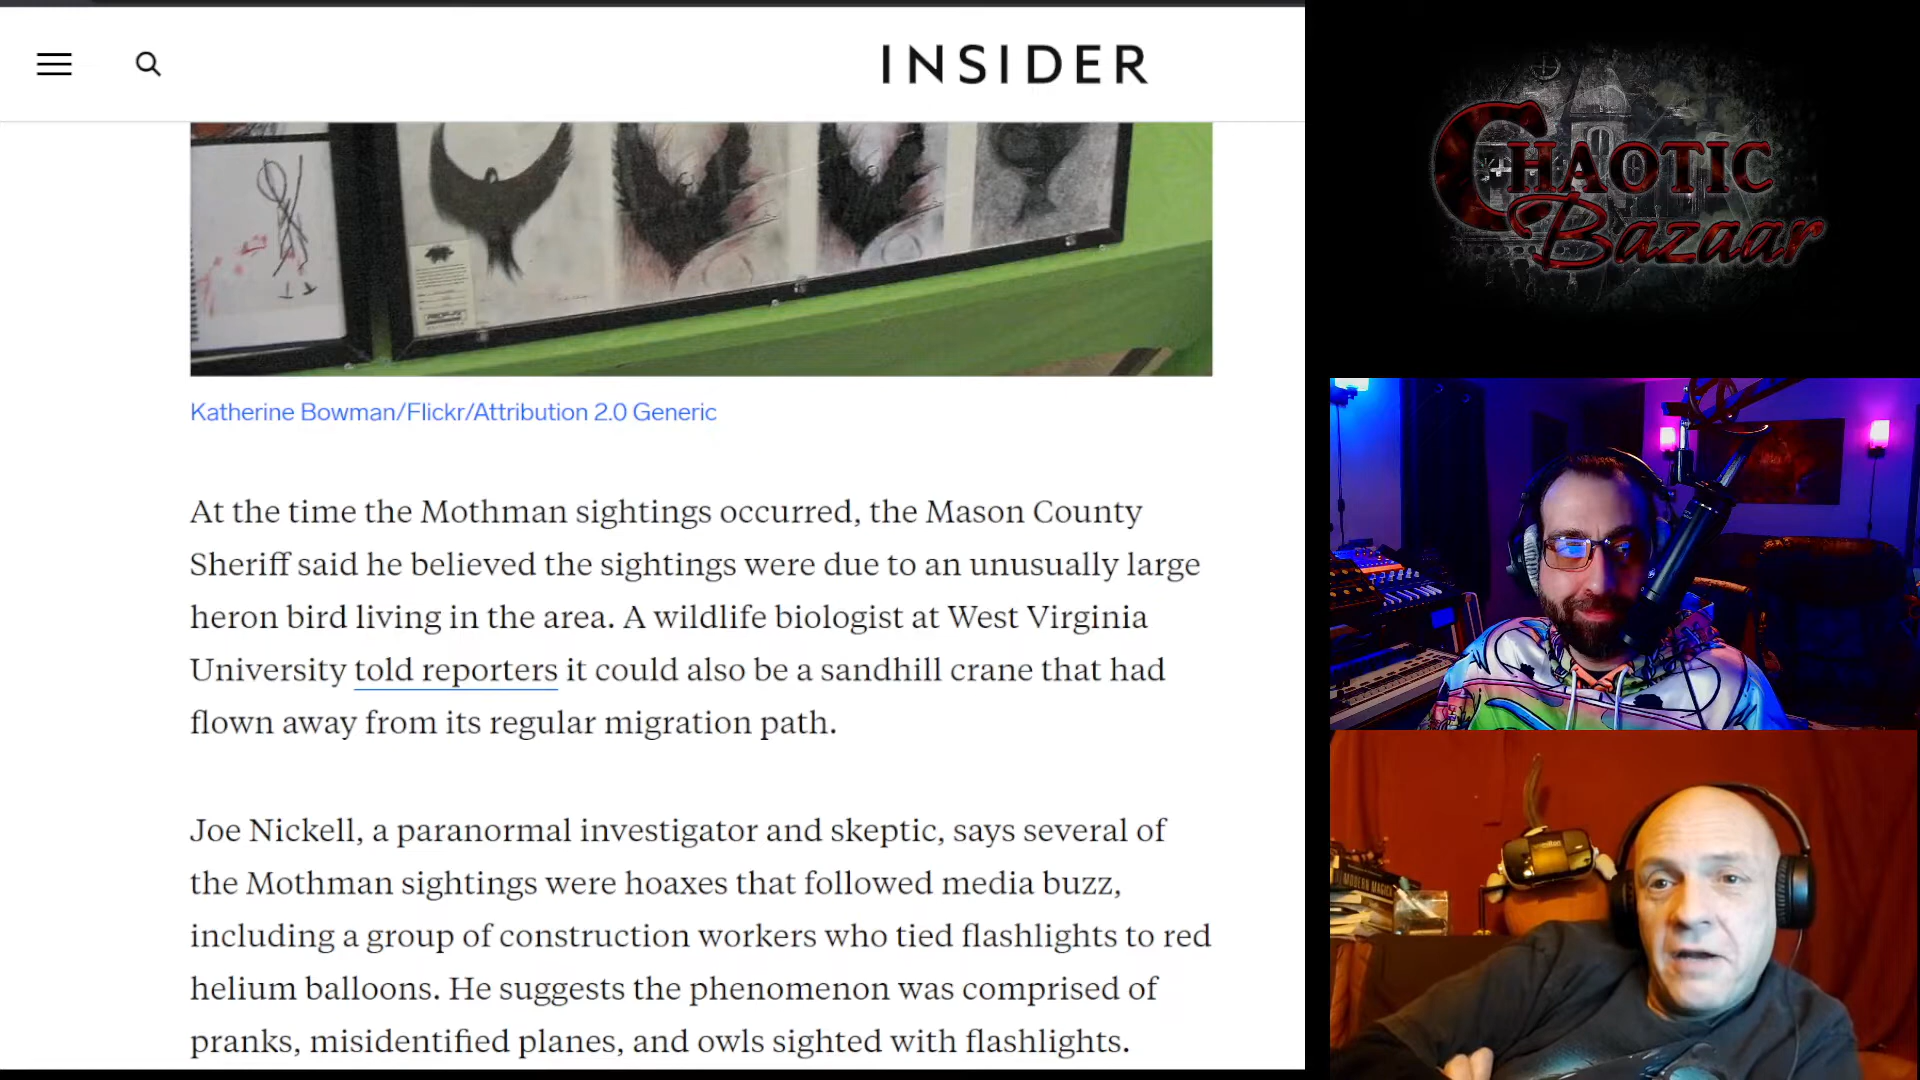 INSIDER
CHAOTIC
Bazaar
Katherine Bowman/Flickr/Attribution 2.0 Generic
At the time the Mothman sightings occurred, the Mason County
Sheriff said he believed the sightings were due to an unusually large
heron bird living in the area. A wildlife biologist at West Virginia
University told reporters it could also be a sandhill crane that had
flown away from its regular migration path.
Joe Nickell, a paranormal investigator and skeptic, says several of
the Mothman sightings were hoaxes that followed media buzz,
including a group of construction workers who tied flashlights to red
helium balloons. He suggests the phenomenon was comprised of
pranks, misidentified planes, and owls sighted with flashlights.
MODERN MAGICK